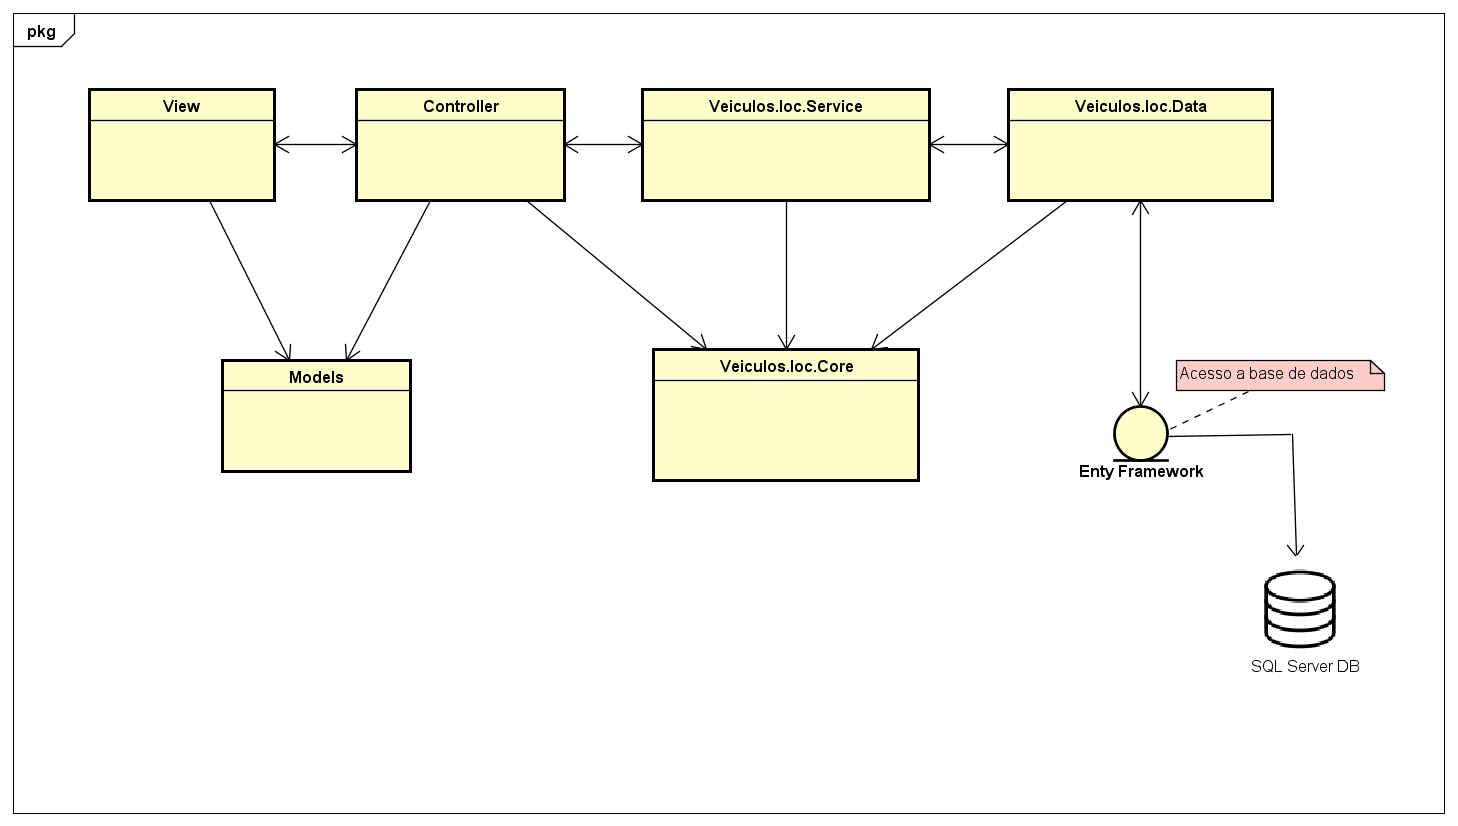 pkg
View
Controller
Veiculos.loc.Service
Veiculos.loc.Data
Models
Veiculos.loc.Core
Acesso a base de dados
Enty Framework
SQL Server DB